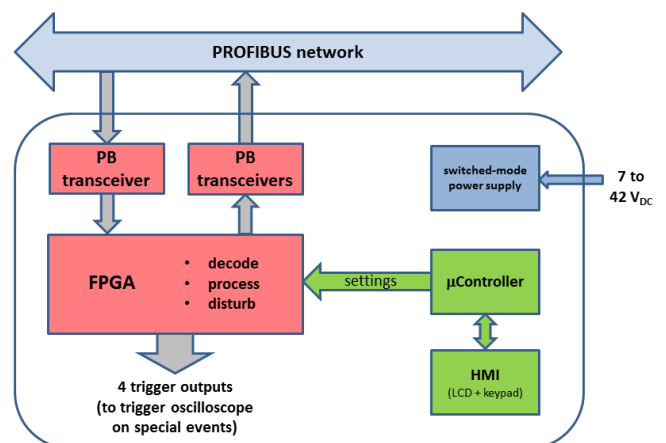 PROFIBUS network
PB
transceiver
PB
transceivers
switched-mode
power supply
7 to
42 VDC
FPGA
• decode
• process
• disturb
settings
µController
HMI
(LCD + keypad)
4 trigger outputs
(to trigger oscilloscope
on special events)